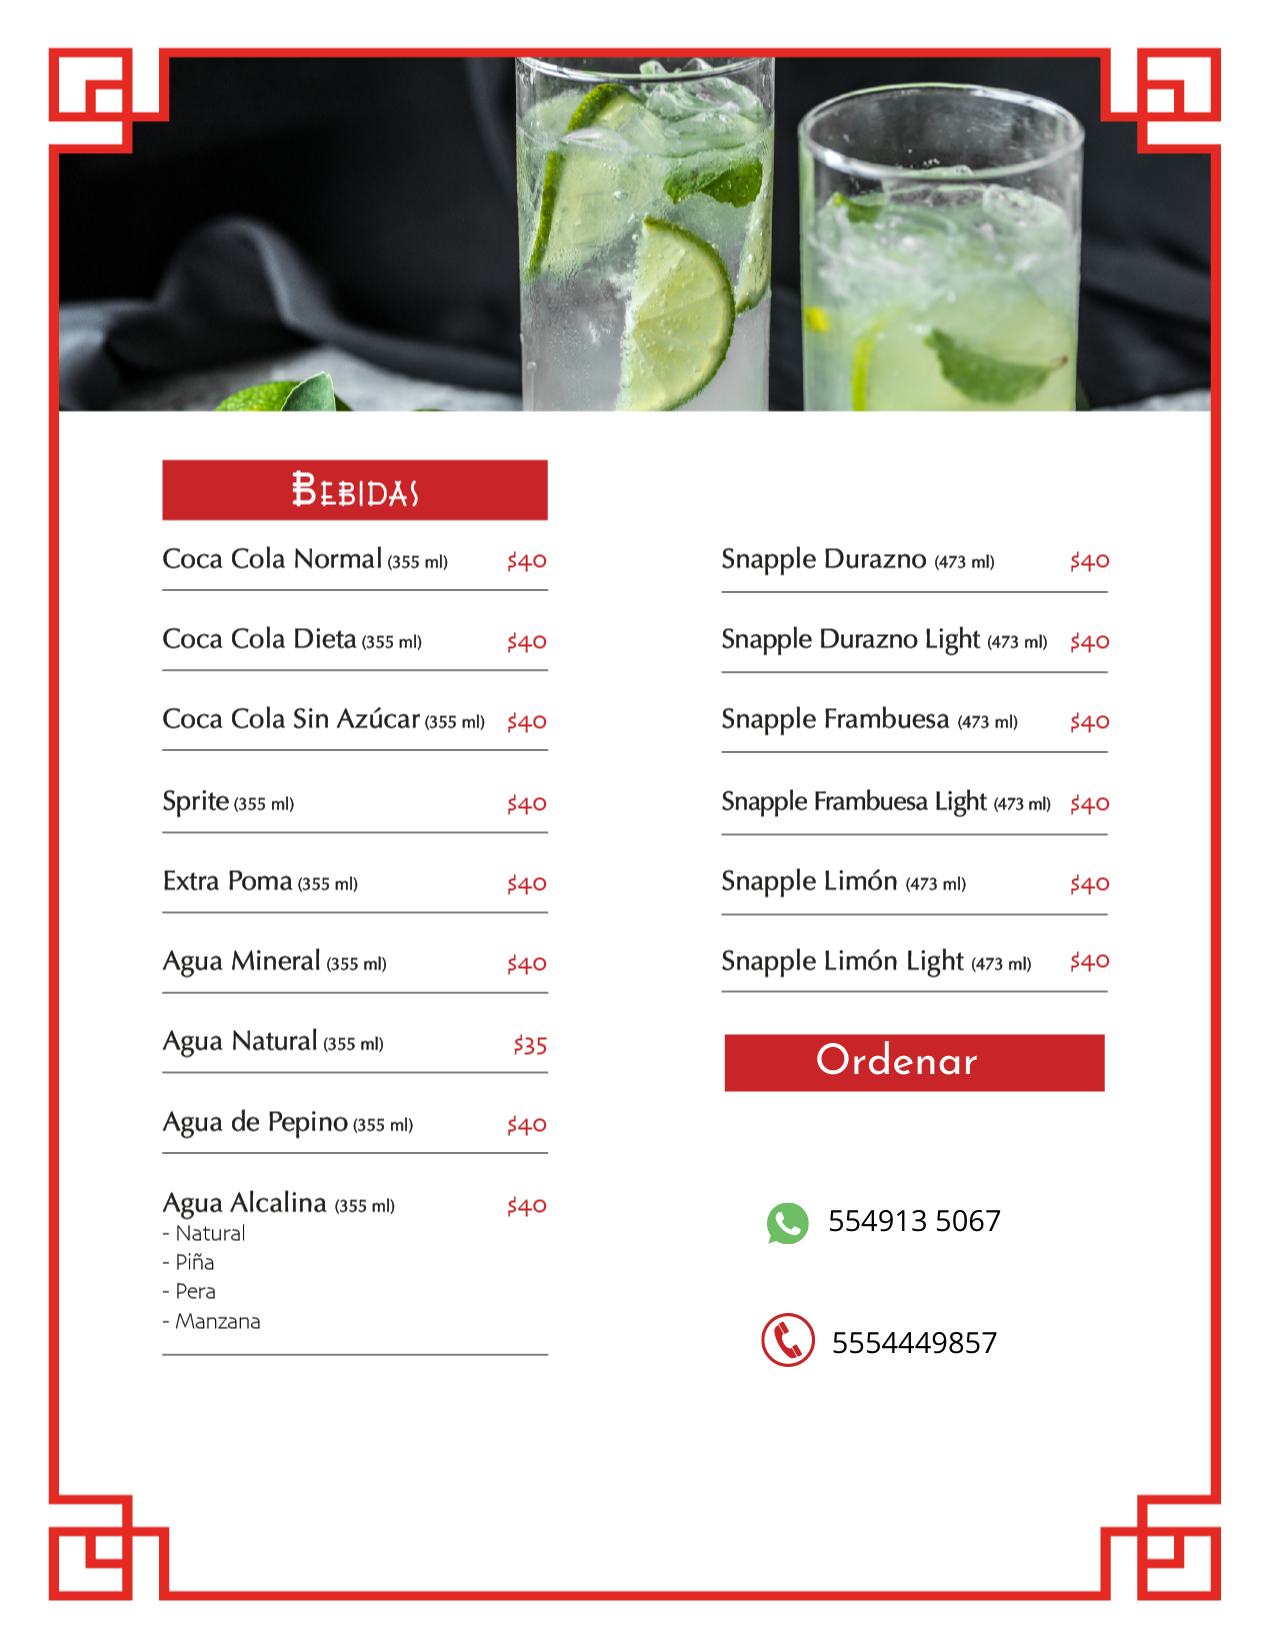 Bebidas
Coca Cola Normal (355 ml) $40
Coca Cola Dieta (355 ml) $40
Coca Cola Sin Azúcar (355 ml) $40
Sprite (355 ml) $40
Extra Poma (355 ml) $40
Agua Mineral (355 ml) $40
Agua Natural (355 ml) $35
Agua de Pepino (355 ml) $40
Agua Alcalina (355 ml) $40
- Natural
- Piña
- Pera
- Manzana
Snapple Durazno (473 ml) $40
Snapple Durazno Light (473 ml) $40
Snapple Frambuesa (473 ml) $40
Snapple Frambuesa Light (473 ml) $40
Snapple Limón (473 ml) $40
Snapple Limón Light (473 ml) $40
Ordenar
554913 5067
5554449857